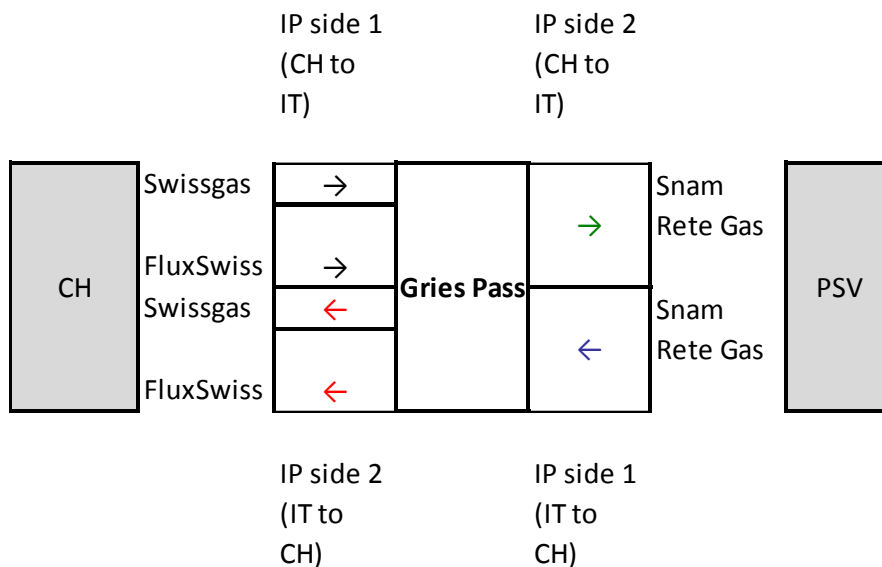 IP side 1
(CH to
IT)
IP side 2
(CH to
IT)
CH
Swissgas
→
FluxSwiss
→
Swissgas
←
FluxSwiss
←
Gries Pass
→
Snam
Rete Gas
←
Snam
Rete Gas
PSV
IP side 2
(IT to
CH)
IP side 1
(IT to
CH)